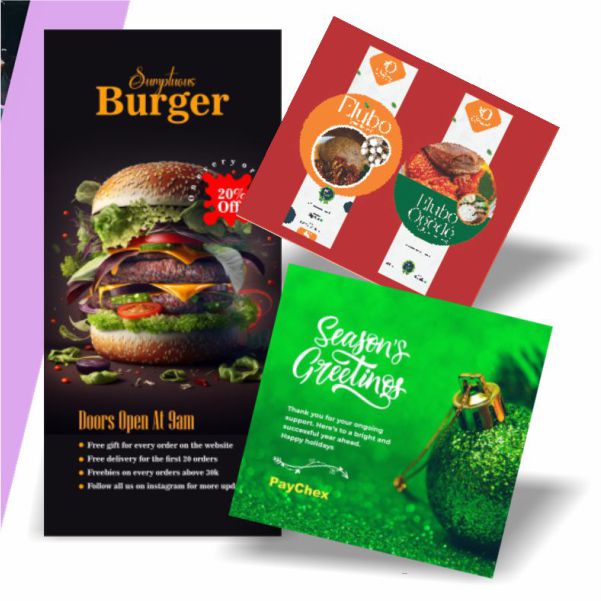 Sumptuous
Burger
on every or
20%
Off
Doors Open At 9am
Free gift for every order on the website
Free delivery for the first 20 orders
Freebies on every orders above 30k
Follow all us on instagram for more upd
Elubo
Elubo
Ogede
Season's
Greetings
Thank you for your ongoing
support. Here's to a bright and
successful year ahead.
Happy holidays
PayChex